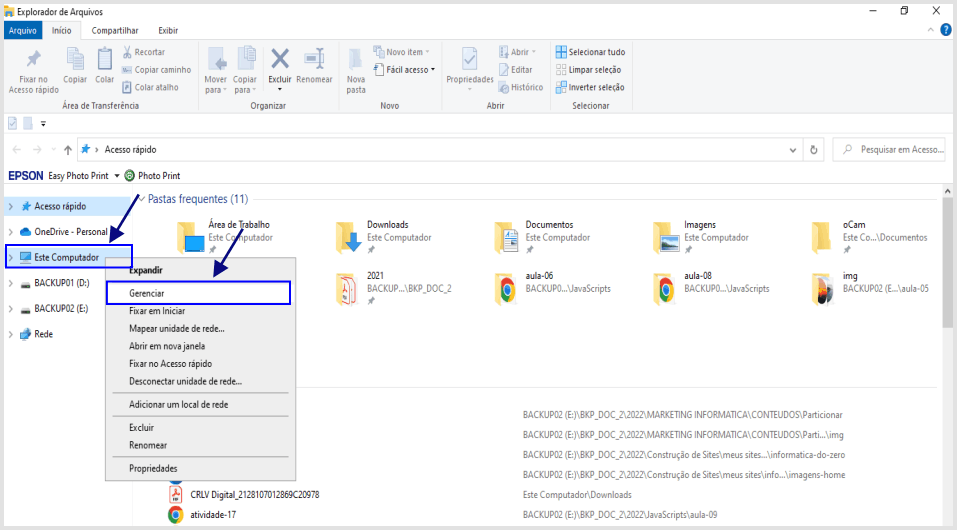 Explorador de Arquivos
Arquivo Início Compartilhar Exibir
Fixar no Acesso rápido
Copiar
Colar
Recortar
Copiar caminho
Colar atalho
Área de Transferência
Mover para
Copiar para
Excluir
Renomear
Organizar
Nova pasta
Novo item
Fácil acesso
Novo
Propriedades
Abrir
Editar
Histórico
Abrir
Selecionar tudo
Limpar seleção
Inverter seleção
Selecionar
Acesso rápido
Pesquisar em Acesso...
EPSON Easy Photo Print Photo Print
Acesso rápido
OneDrive - Personal
Este Computador
BACKUP01 (D:)
BACKUP02 (E:)
Rede
Expandir
Gerenciar
Fixar em Iniciar
Mapear unidade de rede...
Abrir em nova janela
Fixar no Acesso rápido
Desconectar unidade de rede...
Adicionar um local de rede
Excluir
Renomear
Propriedades
Pastas frequentes (11)
Área de Trabalho
Este Computador
Downloads
Este Computador
Documentos
Este Computador
Imagens
Este Computador
oCam
Este Co...\Documentos
2021
BACKUP...\BKP_DOC_2
aula-06
BACKUP0...\JavaScripts
aula-08
BACKUP0...\JavaScripts
img
BACKUP02 (E...\aula-05
BACKUP02 (E:)\BKP_DOC_2\2022\MARKETING INFORMATICA\CONTEUDOS\Particionar
BACKUP02 (E:)\BKP_DOC_2\2022\MARKETING INFORMATICA\CONTEUDOS\Parti...\img
BACKUP02 (E:)\BKP_DOC_2\2022\Construção de Sites\meus sites...\informatica-do-zero
BACKUP02 (E:)\BKP_DOC_2\2022\Construção de Sites\meus sites\info...\imagens-home
CRLV Digital_2128107012869C20978 Este Computador\Downloads
atividade-17 BACKUP02 (E:)\BKP_DOC_2\2022\JavaScripts\aula-09